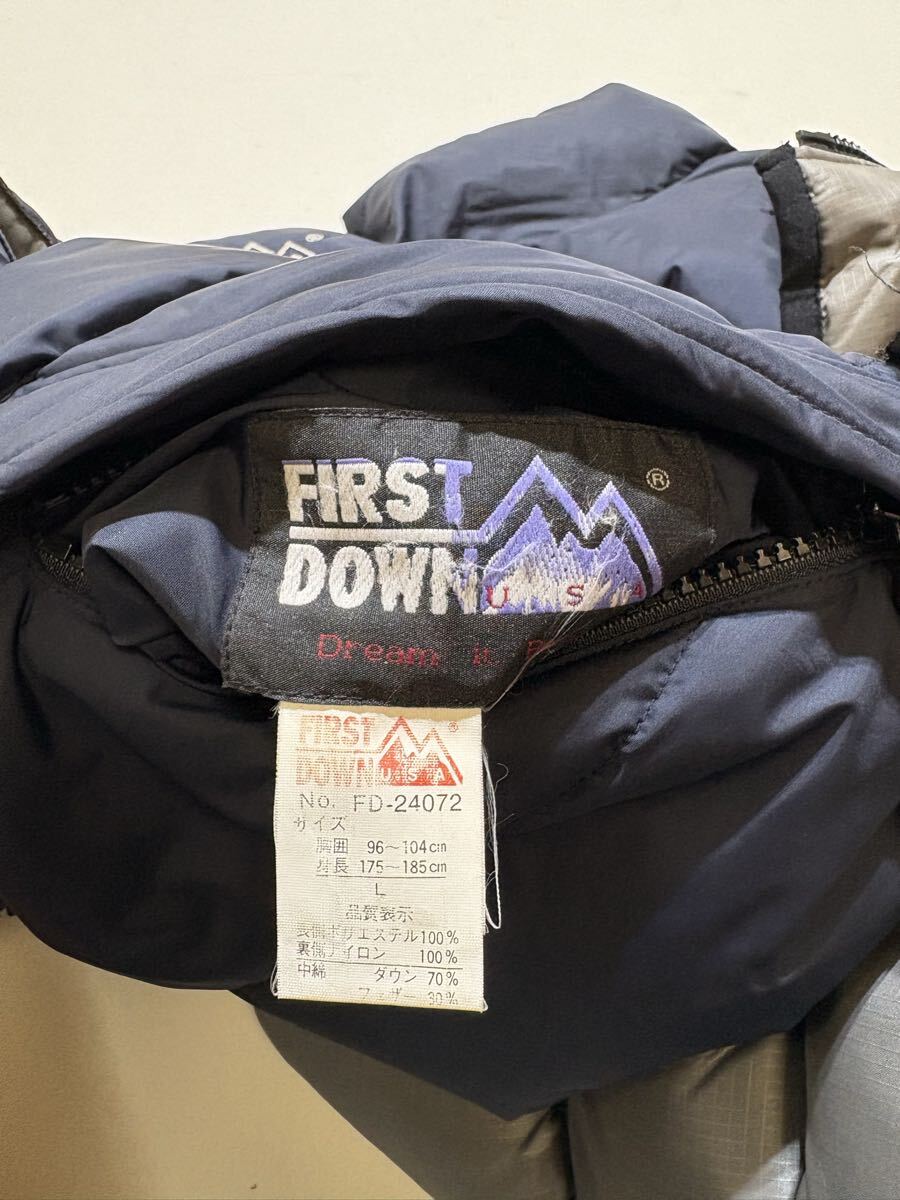 FIRST
DOWN
USA
®
Dream it.
FIRST
DOWN USA
®
No. FD-24072
サイズ
胸囲 96~104cm
身長 175~185cm
L
品質表示
表側ポリエステル100%
裏側ナイロン 100%
中綿 ダウン 70%
フェザー 30%